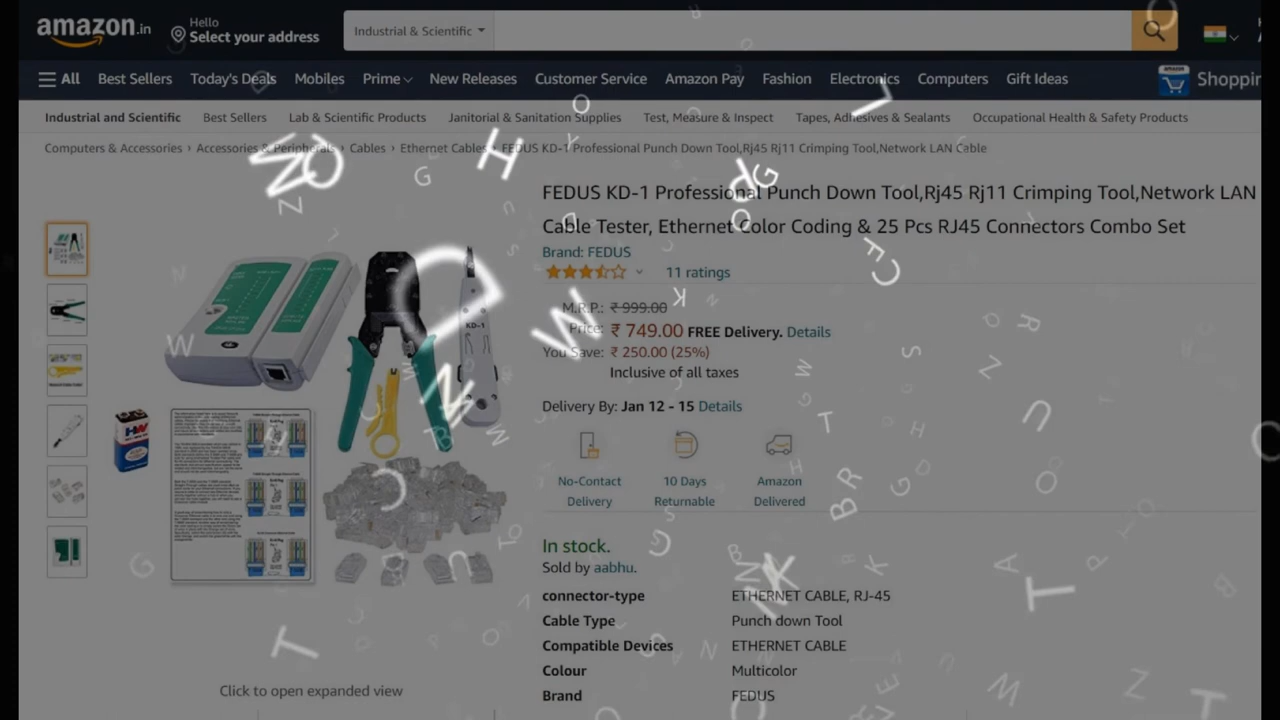 amazon.in
Hello
Select your address
Industrial & Scientific
All Best Sellers Today's Deals Mobiles Prime New Releases Customer Service Amazon Pay Fashion Electronics Computers Gift Ideas
Industrial and Scientific Best Sellers Lab & Scientific Products Janitorial & Sanitation Supplies Test, Measure & Inspect Tapes, Adhesives & Sealants Occupational Health & Safety Products
Computers & Accessories › Accessories & Peripherals › Cables › Ethernet Cables › FEDUS KD-1 Professional Punch Down Tool,Rj45 Rj11 Crimping Tool,Network LAN Cable
FEDUS KD-1 Professional Punch Down Tool,Rj45 Rj11 Crimping Tool,Network LAN
Cable Tester, Ethernet Color Coding & 25 Pcs RJ45 Connectors Combo Set
Brand: FEDUS
11 ratings
M.R.P.: ₹ 999.00
Price: ₹ 749.00 FREE Delivery. Details
You Save: ₹ 250.00 (25%)
Inclusive of all taxes
Delivery By: Jan 12 - 15 Details
No-Contact
Delivery
10 Days
Returnable
Amazon
Delivered
In stock.
Sold by aabhu.
connector-type ETHERNET CABLE, RJ-45
Cable Type Punch down Tool
Compatible Devices ETHERNET CABLE
Colour Multicolor
Brand FEDUS
KD-1
HW
Click to open expanded view